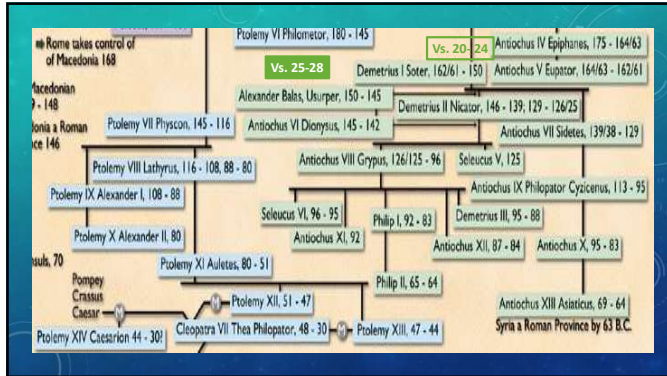 Ptolemy VI Philometor, 180 - 145
Vs. 20-24
Antiochus IV Epiphanes, 175 - 164/63
Rome takes control of
of Macedonia 168
Vs. 25-28
Demetrius I Soter, 162/61 - 150
Antiochus V Eupator, 164/63 - 162/61
Macedonian
9 - 148
Alexander Balas, Usurper, 150 - 145
Demetrius II Nicator, 146 - 139; 129 - 126/25
Ptolemy VII Physcon, 145 - 116
Antiochus VI Dionysus, 145 - 142
Antiochus VII Sidetes, 139/38 - 129
donia a Roman
nce 146
Ptolemy VIII Lathyrus, 116 - 108, 88 - 80
Antiochus VIII Grypus, 126/125 - 96
Seleucus V, 125
Ptolemy IX Alexander I, 108 - 88
Antiochus IX Philopator Cyzicenus, 113 - 95
Seleucus VI, 96 - 95
Philip I, 92 - 83
Demetrius III, 95 - 88
Ptolemy X Alexander II, 80
Antiochus XI, 92
Antiochus XII, 87 - 84
Antiochus X, 95 - 83
nsuls, 70
Ptolemy XI Auletes, 80 - 51
Pompey
Crassus
Caesar
M
Philip II, 65 - 64
M
Ptolemy XII, 51 - 47
Antiochus XIII Asiaticus, 69 - 64
Syria a Roman Province by 63 B.C.
Ptolemy XIV Caesarion 44 - 30?
Cleopatra VII Thea Philopator, 48 - 30
M
Ptolemy XIII, 47 - 44